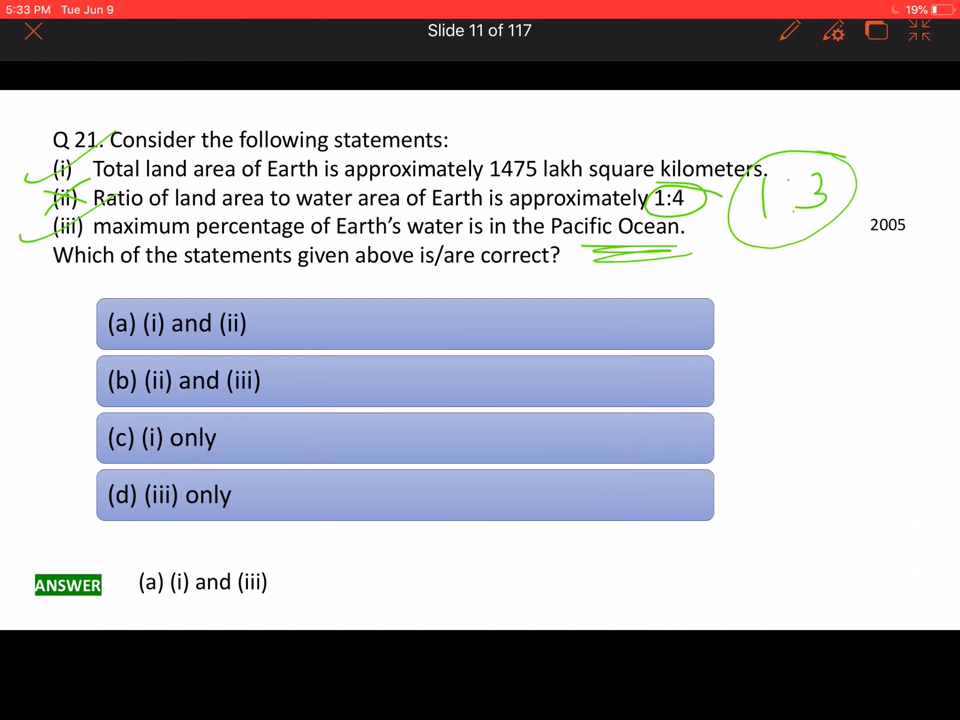 5:33 PM Tue Jun 9
19%
Slide 11 of 117
Q 21. Consider the following statements:
(i) Total land area of Earth is approximately 1475 lakh square kilometers.
(ii) Ratio of land area to water area of Earth is approximately 1:4
1:3
(iii) maximum percentage of Earth's water is in the Pacific Ocean.
2005
Which of the statements given above is/are correct?
(a) (i) and (ii)
(b) (ii) and (iii)
(c) (i) only
(d) (iii) only
ANSWER (a) (i) and (iii)